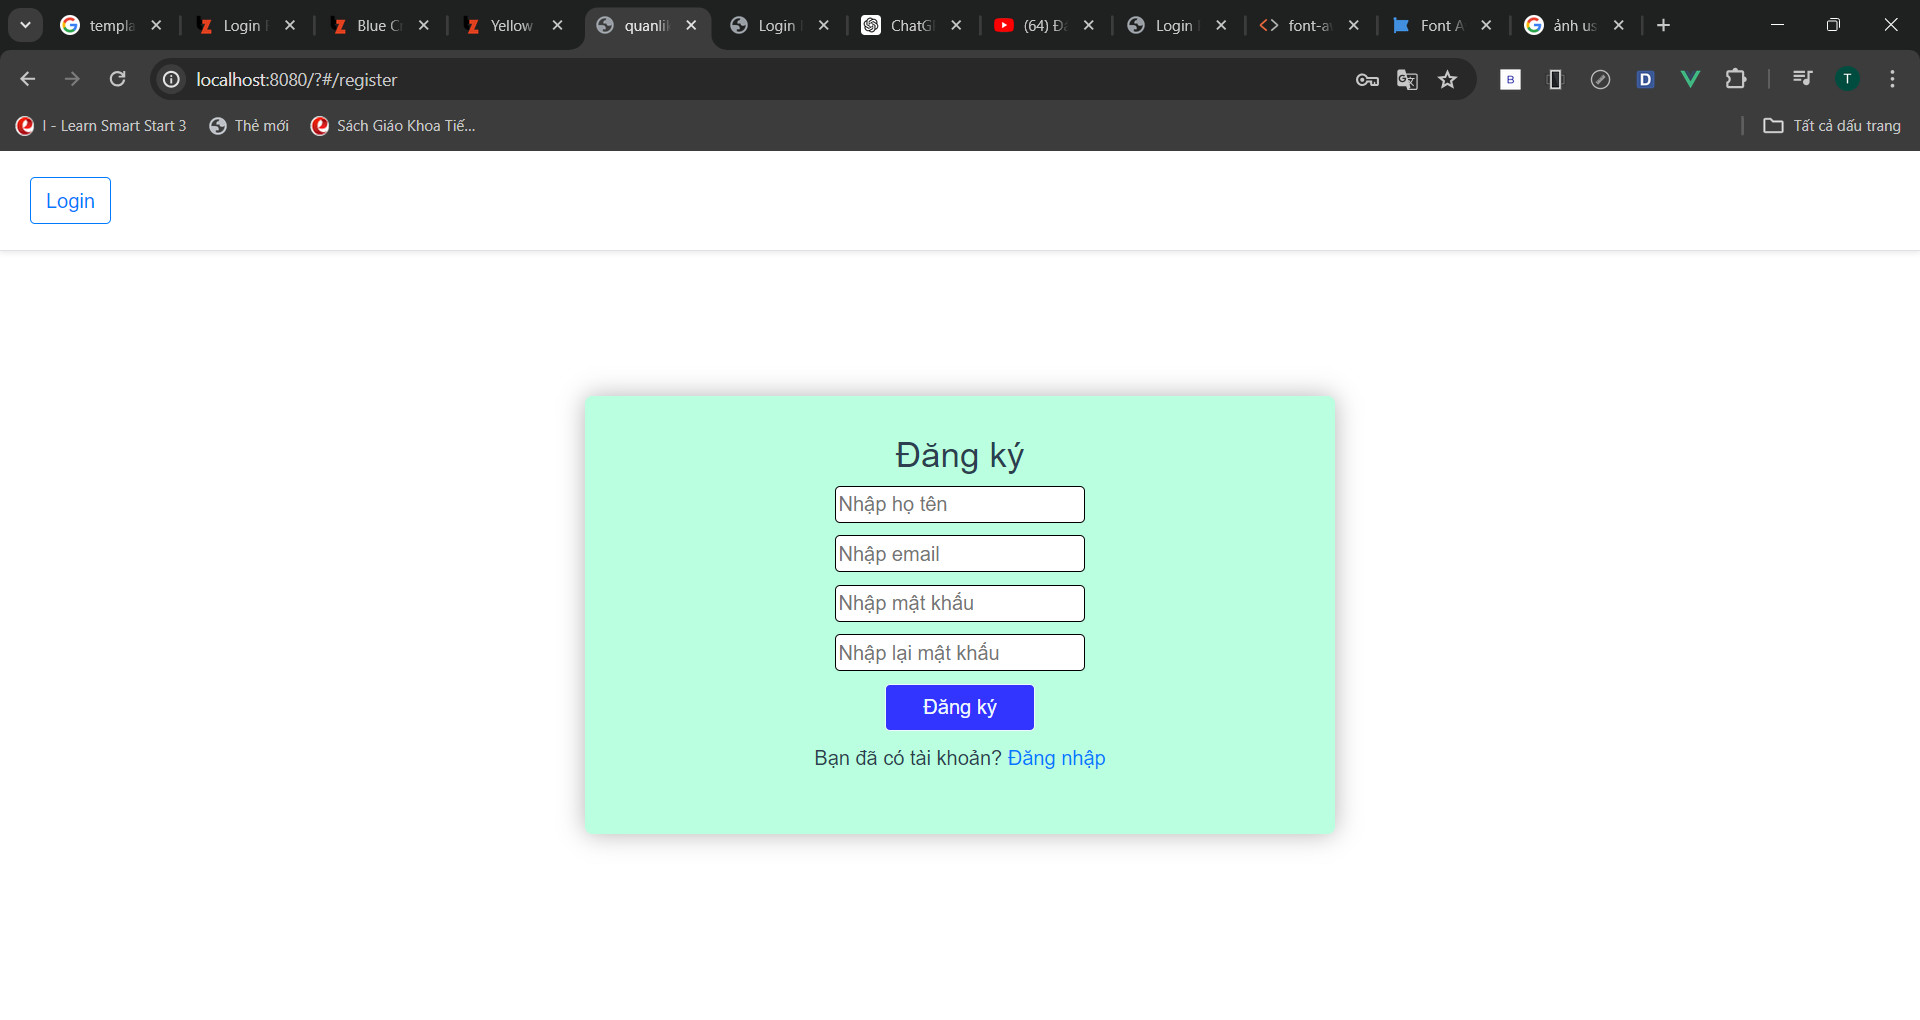 templa
Login
Blue C
Yellow
quanli
Login
ChatG
(64) Đ
Login
font-a
Font A
ảnh us
localhost:8080/?#/register
B
D
T
I - Learn Smart Start 3
Thẻ mới
Sách Giáo Khoa Tiế...
Tất cả dấu trang
Login
Đăng ký
Nhập họ tên
Nhập email
Nhập mật khẩu
Nhập lại mật khẩu
Đăng ký
Bạn đã có tài khoản? Đăng nhập